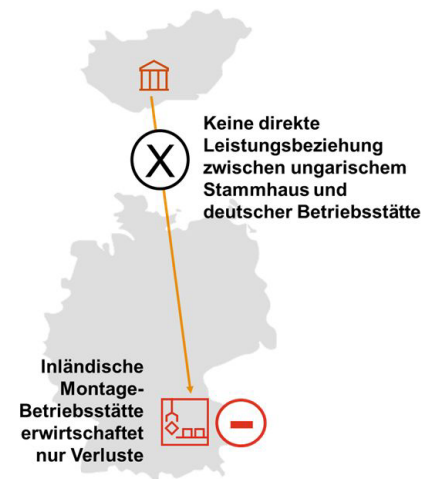 X
Keine direkte
Leistungsbeziehung
zwischen ungarischem
Stammhaus und
deutscher Betriebsstätte
Inländische
Montage-
Betriebsstätte
erwirtschaftet
nur Verluste